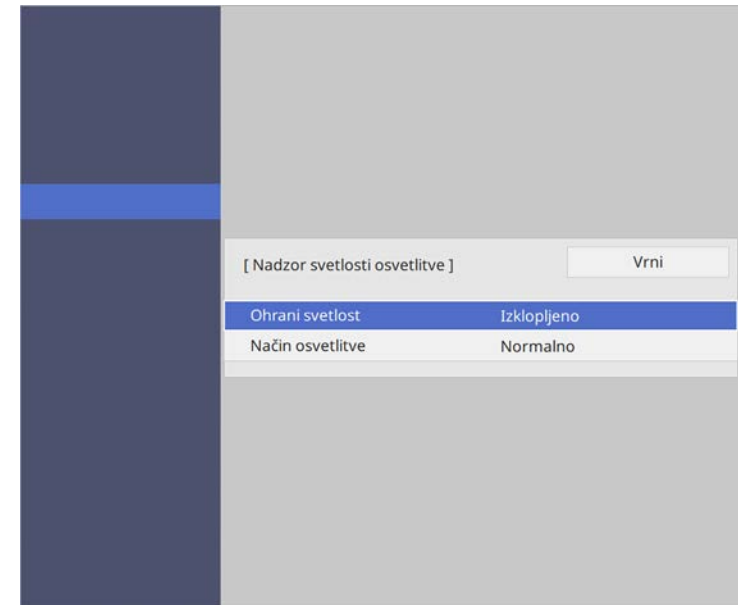 [ Nadzor svetlosti osvetlitve ] Vrni
Ohrani svetlost Izklopljeno
Način osvetlitve Normalno